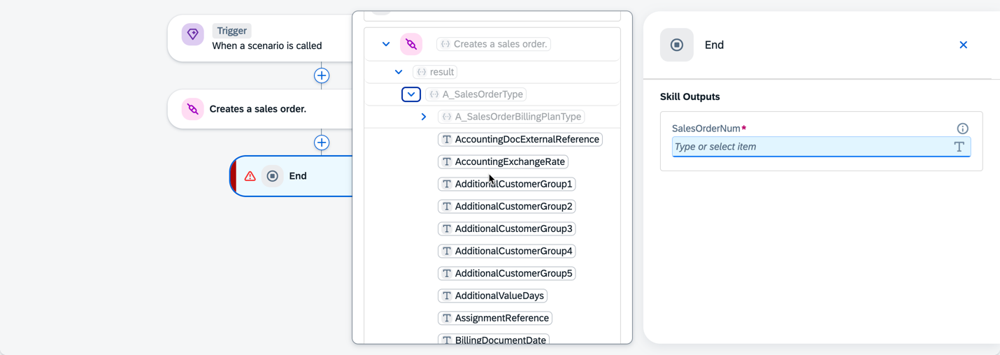 Trigger
When a scenario is called
Creates a sales order.
End
Creates a sales order.
result
A_SalesOrderType
A_SalesOrderBillingPlanType
AccountingDocExternalReference
AccountingExchangeRate
AdditionalCustomerGroup1
AdditionalCustomerGroup2
AdditionalCustomerGroup3
AdditionalCustomerGroup4
AdditionalCustomerGroup5
AdditionalValueDays
AssignmentReference
BillingDocumentDate
End
Skill Outputs
SalesOrderNum*
Type or select item